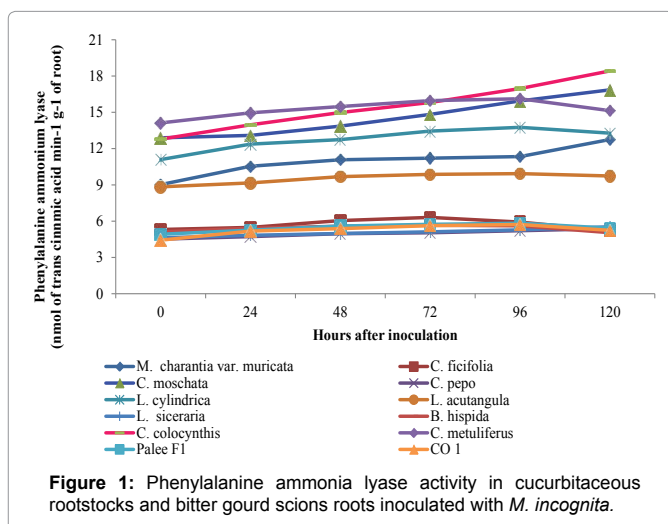 Phenylalanine ammonium lyase
(nmol of trans cinnmic acid min-1 g-1 of root)
21
18
15
12
9
6
3
0
0 24 48 72 96 120
Hours after inoculation
M. charantia var. muricata C. ficifolia
C. moschata C. pepo
L. cylindrica L. acutangula
L. siceraria B. hispida
C. colocynthis C. metuliferus
Palee F1 CO 1
Figure 1: Phenylalanine ammonia lyase activity in cucurbitaceous
rootstocks and bitter gourd scions roots inoculated with M. incognita.